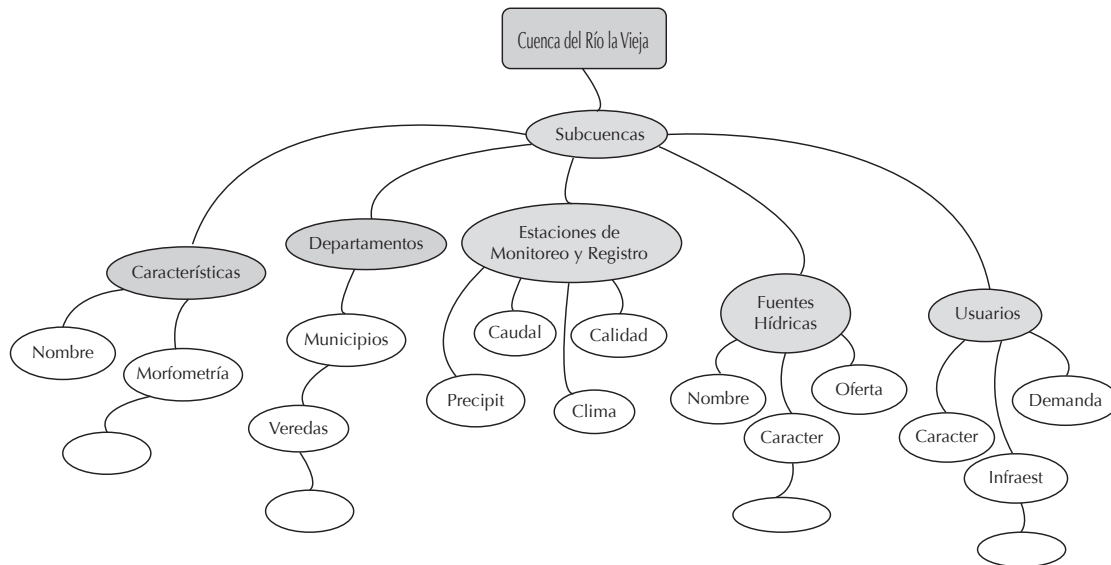 Cuenca del Río la Vieja
Subcuencas
Características
Nombre
Morfometría
Departamentos
Municipios
Veredas
Estaciones de
Monitoreo y Registro
Precipit
Caudal
Clima
Calidad
Fuentes
Hídricas
Nombre
Caracter
Oferta
Usuarios
Caracter
Infraest
Demanda